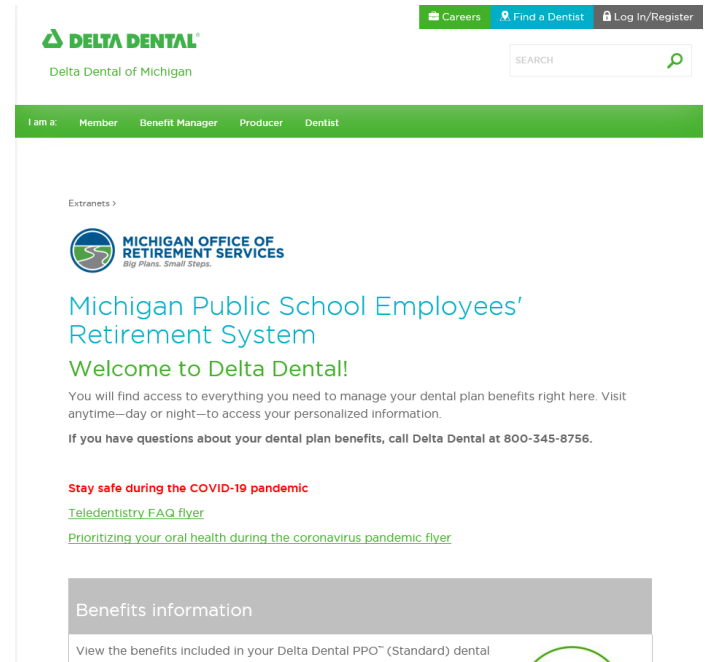 Careers
Find a Dentist
Log In/Register
DELTA DENTAL®
Delta Dental of Michigan
SEARCH
I am a:
Member
Benefit Manager
Producer
Dentist
Extranets >
MICHIGAN OFFICE OF
RETIREMENT SERVICES
Big Plans. Small Steps.
Michigan Public School Employees'
Retirement System
Welcome to Delta Dental!
You will find access to everything you need to manage your dental plan benefits right here. Visit
anytime—day or night—to access your personalized information.
If you have questions about your dental plan benefits, call Delta Dental at 800-345-8756.
Stay safe during the COVID-19 pandemic
Teledentistry FAQ flyer
Prioritizing your oral health during the coronavirus pandemic flyer
Benefits information
View the benefits included in your Delta Dental PPO™ (Standard) dental